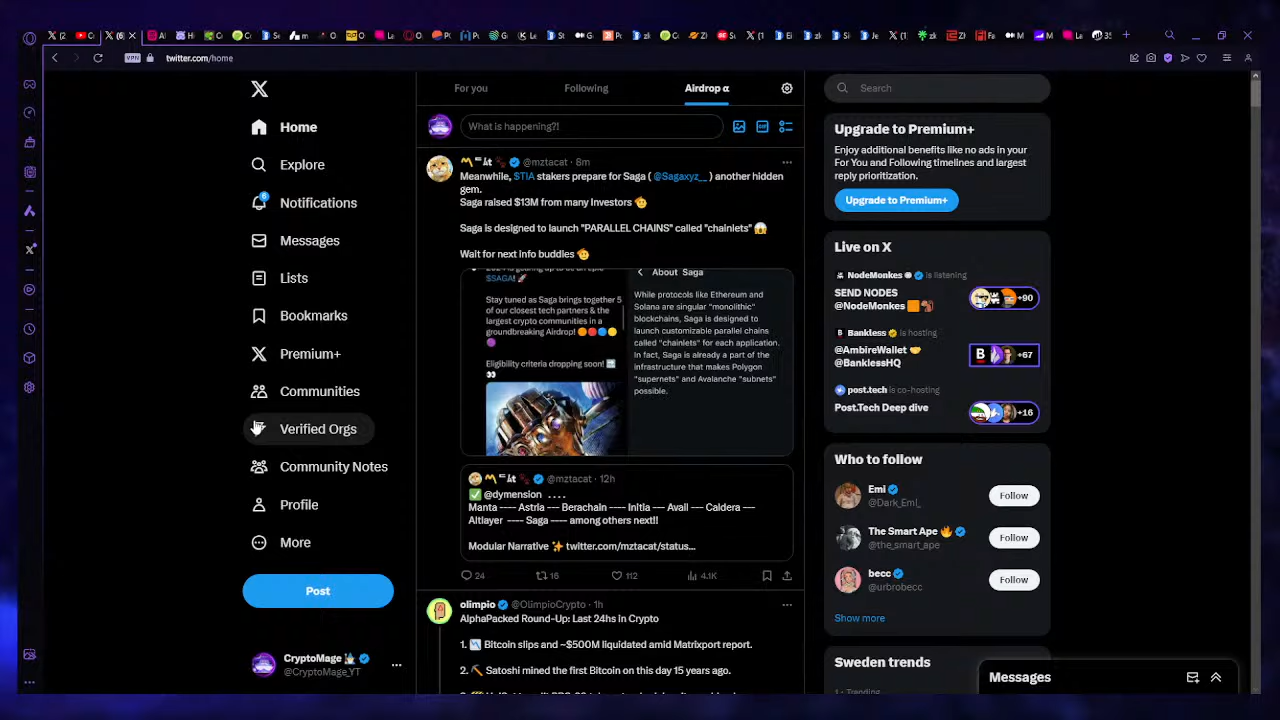 VPN twitter.com/home
Home
Explore
Notifications
6
Messages
Lists
Bookmarks
Premium+
Communities
Verified Orgs
Community Notes
Profile
More
Post
CryptoMage
@CryptoMage_YT
For you
Following
Airdrop α
What is happening?!
@mztacat · 8m
Meanwhile, $TIA stakers prepare for Saga ( @Sagaxyz__ ) another hidden
gem.
Saga raised $13M from many Investors
Saga is designed to launch "PARALLEL CHAINS" called "chainlets"
Wait for next info buddies
$SAGA!
Stay tuned as Saga brings together 5
of our closest tech partners & the
largest crypto communities in a
groundbreaking Airdrop!
Eligibility criteria dropping soon!
About Saga
While protocols like Ethereum and
Solana are singular "monolithic"
blockchains, Saga is designed to
launch customizable parallel chains
called "chainlets" for each application.
In fact, Saga is already a part of the
infrastructure that makes Polygon
"supernets" and Avalanche "subnets"
possible.
@mztacat · 12h
@dymension ....
Manta ---- Astria --- Berachain ---- Initia --- Avail --- Caldera ---
Altlayer ---- Saga ---- among others next!!
Modular Narrative twitter.com/mztacat/status...
24
16
112
4.1K
olimpio @OlimpioCrypto · 1h
AlphaPacked Round-Up: Last 24hs in Crypto
1. Bitcoin slips and ~$500M liquidated amid Matrixport report.
2. Satoshi mined the first Bitcoin on this day 15 years ago.
Search
Upgrade to Premium+
Enjoy additional benefits like no ads in your
For You and Following timelines and largest
reply prioritization.
Upgrade to Premium+
Live on X
NodeMonkes is listening
SEND NODES
@NodeMonkes
+90
Bankless is hosting
@AmbireWallet
@BanklessHQ
+67
post.tech is co-hosting
Post.Tech Deep dive
+16
Who to follow
Emi
@Dark_Emi_
Follow
The Smart Ape
@the_smart_ape
Follow
becc
@urbrobecc
Follow
Show more
Sweden trends
1 · Trending
Messages